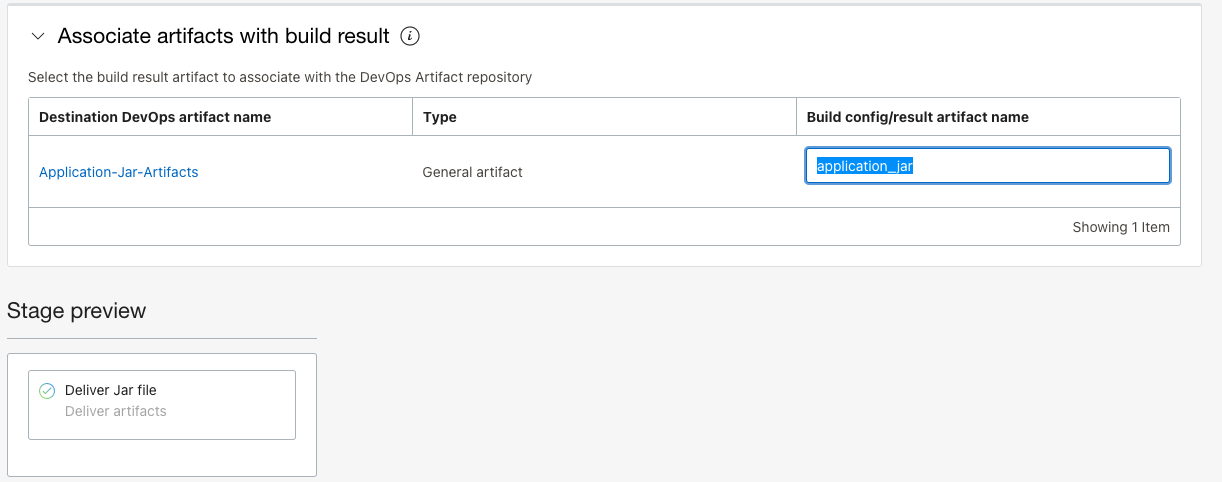 Associate artifacts with build result
Select the build result artifact to associate with the DevOps Artifact repository
Destination DevOps artifact name Type Build config/result artifact name
Application-Jar-Artifacts General artifact application_jar
Showing 1 Item
Stage preview
Deliver Jar file
Deliver artifacts